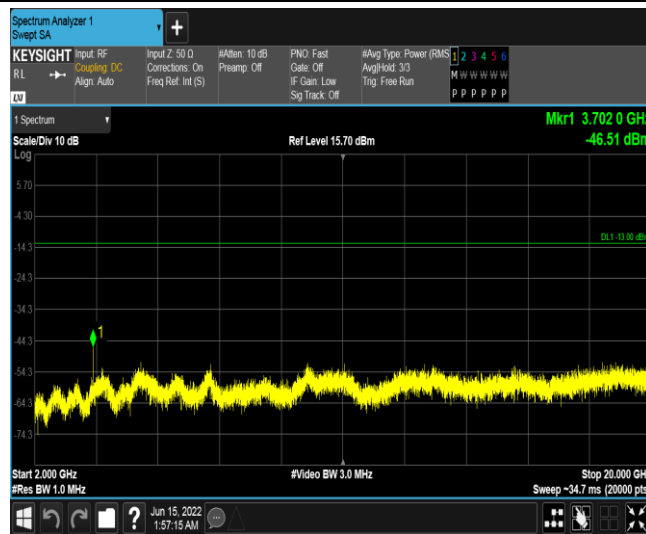 Spectrum Analyzer 1
Swept SA
+
KEYSIGHT Input: RF Input Z: 50 Ω #Atten: 10 dB PNO: Fast #Avg Type: Power (RMS 1 2 3 4 5 6
RL Coupling: DC Corrections: On Preamp: Off Gate: Off Avg|Hold: 3/3 M W W W W W
Align: Auto Freq Ref: Int (S) IF Gain: Low Trig: Free Run
Sig Track: Off P P P P P P
LXI
1 Spectrum Mkr1 3.702 0 GHz
Scale/Div 10 dB Ref Level 15.70 dBm -46.51 dBm
Log
5.70
-4.30
DL1 -13.00 dBm
-14.3
-24.3
-34.3
1
-44.3
-54.3
-64.3
-74.3
Start 2.000 GHz #Video BW 3.0 MHz Stop 20.000 GHz
#Res BW 1.0 MHz Sweep ~34.7 ms (20000 pts
?
Jun 15, 2022
1:57:15 AM